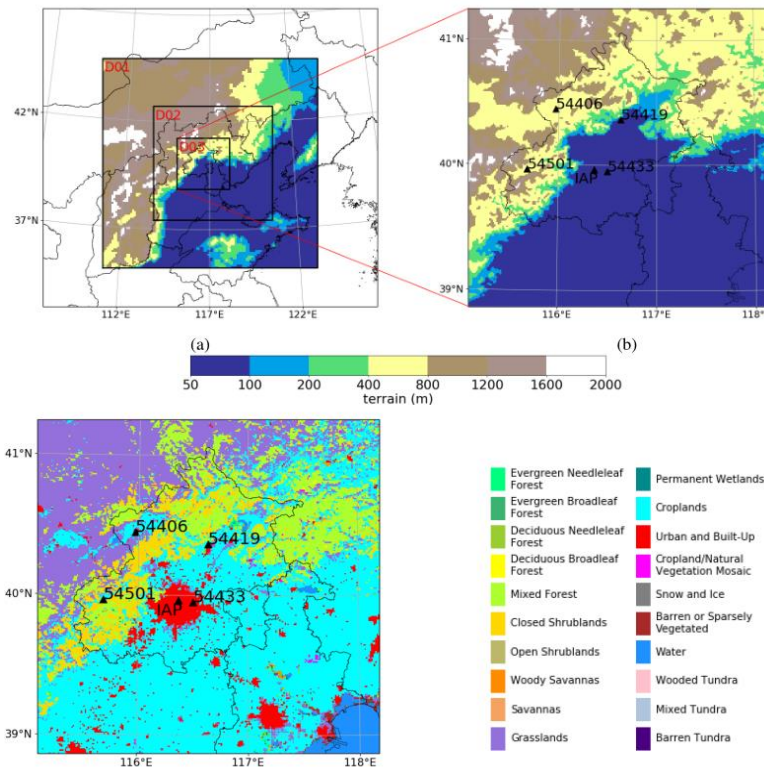 D01
D02
D03
42°N
37°N
112°E
117°E
122°E
(a)
41°N
40°N
39°N
54406
54419
54501
54433
IAP
116°E
117°E
118°E
(b)
50
100
200
400
800
1200
1600
2000
terrain (m)
41°N
40°N
39°N
54406
54419
54501
54433
IAP
116°E
117°E
118°E
Evergreen Needleleaf
Forest
Evergreen Broadleaf
Forest
Deciduous Needleleaf
Forest
Deciduous Broadleaf
Forest
Mixed Forest
Closed Shrublands
Open Shrublands
Woody Savannas
Savannas
Grasslands
Permanent Wetlands
Croplands
Urban and Built-Up
Cropland/Natural
Vegetation Mosaic
Snow and Ice
Barren or Sparsely
Vegetated
Water
Wooded Tundra
Mixed Tundra
Barren Tundra